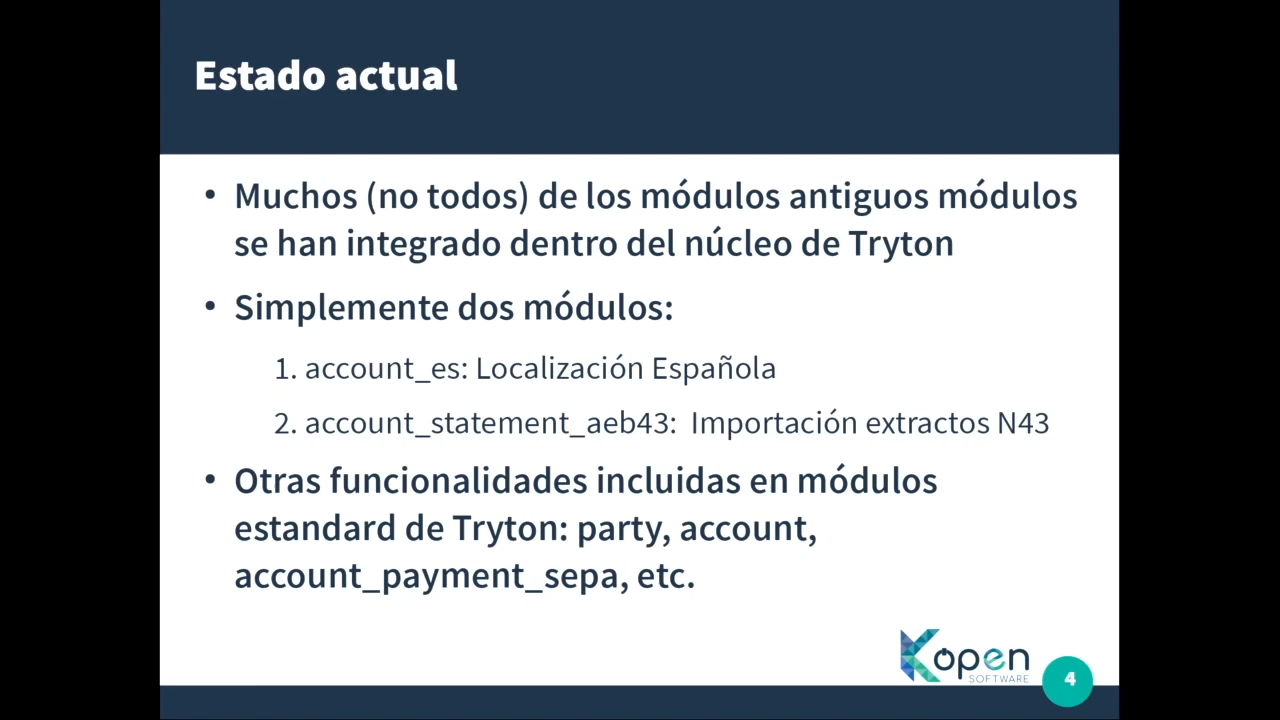 Estado actual
• Muchos (no todos) de los módulos antiguos módulos
se han integrado dentro del núcleo de Tryton
• Simplemente dos módulos:
1. account_es: Localización Española
2. account_statement_aeb43: Importación extractos N43
• Otras funcionalidades incluidas en módulos
estandard de Tryton: party, account,
account_payment_sepa, etc.
Kopen
SOFTWARE
4